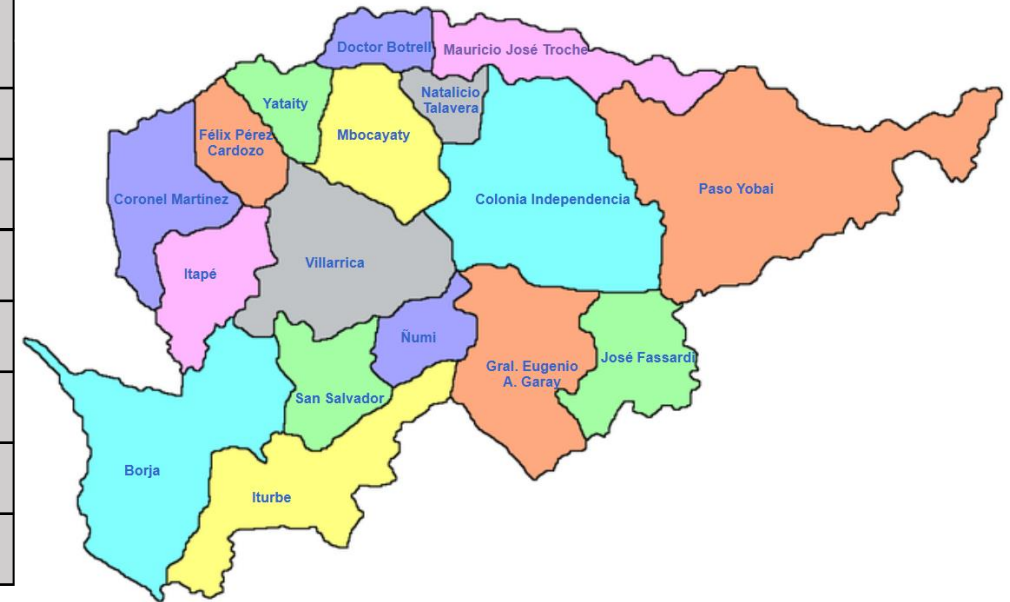 Doctor Botrell
Mauricio José Troche
Natalicio
Talavera
Yataity
Mbocayaty
Félix Pérez
Cardozo
Paso Yobai
Coronel Martinez
Colonia Independencia
Villarrica
Itapé
Ñumi
José Fassardi
Gral. Eugenio
A. Garay
San Salvador
Borja
Iturbe